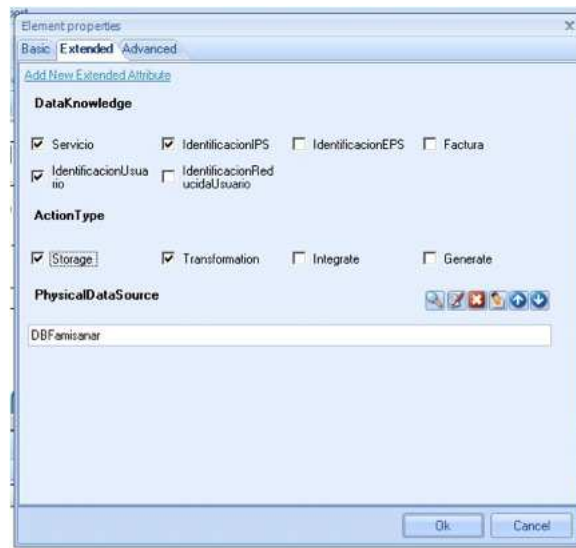 Element properties
Basic Extended Advanced
Add New Extended Attribute
DataKnowledge
Servicio IdentificacionIPS IdentificacionEPS Factura
IdentificacionUsua IdentificacionRed
rio ucidaUsuario
ActionType
Storage Transformation Integrate Generate
PhysicalDataSource
DBFamisanar
Ok Cancel